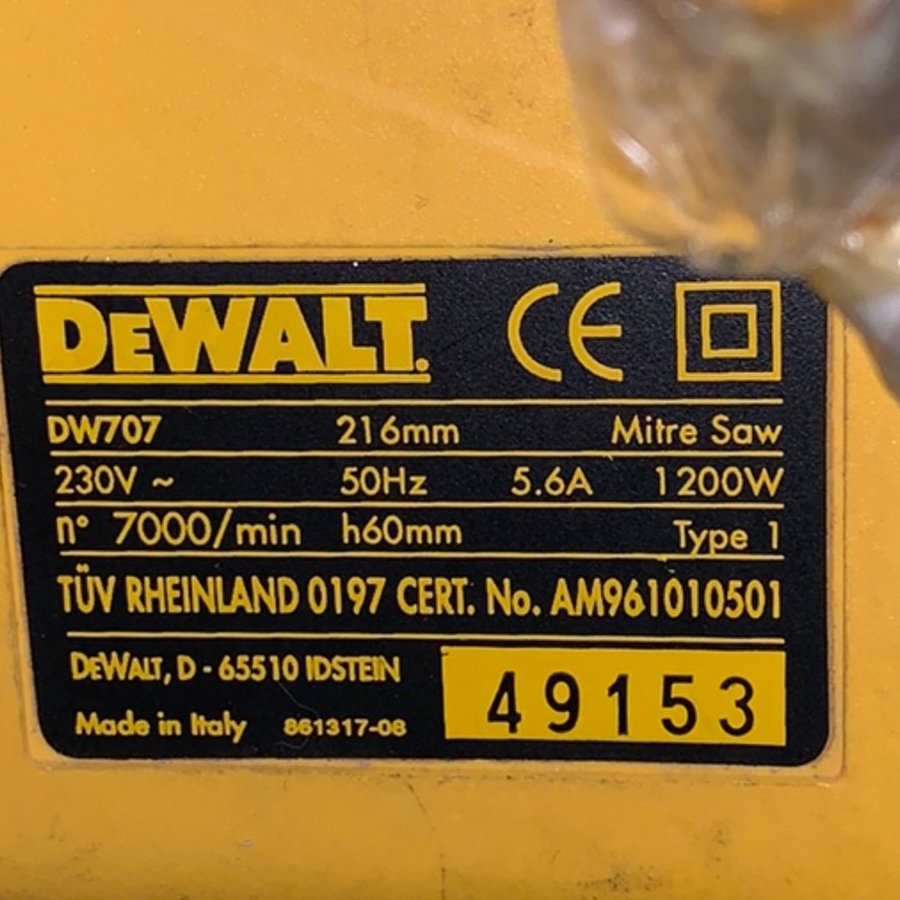 DEWALT.
CE
DW707 216mm Mitre Saw
230V ~ 50Hz 5.6A 1200W
n° 7000/min h60mm Type 1
TÜV RHEINLAND 0197 CERT. No. AM961010501
DEWALT, D - 65510 IDSTEIN
49153
Made in Italy 861317-08